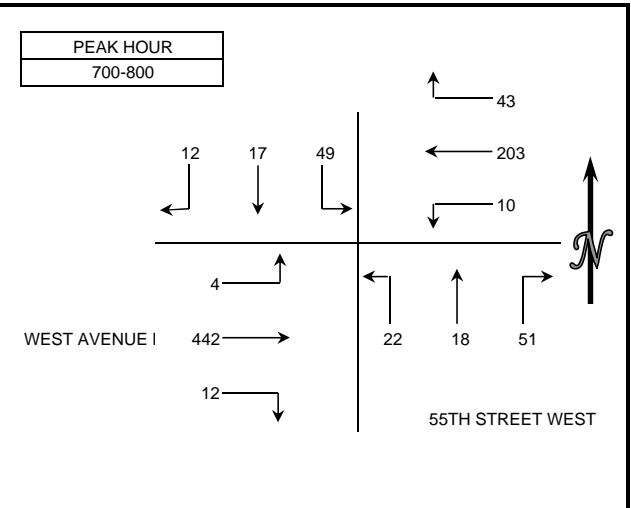 PEAK HOUR
700-800
43
12 17 49
203
10
N
4
WEST AVENUE I 442
22 18 51
12
55TH STREET WEST